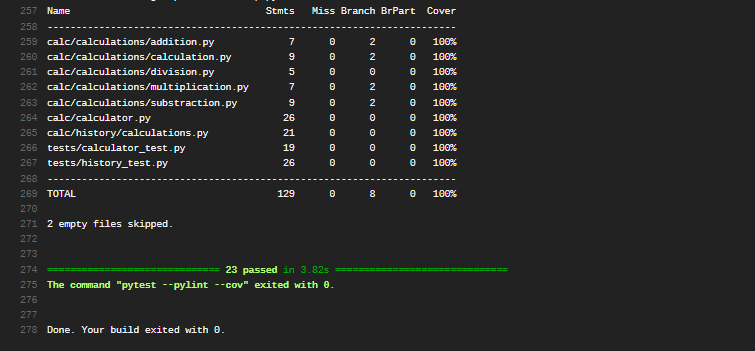 257 Name Stmts Miss Branch BrPart Cover
258 -----------------------------------------------------------------------
259 calc/calculations/addition.py 7 0 2 0 100%
260 calc/calculations/calculation.py 9 0 2 0 100%
261 calc/calculations/division.py 5 0 0 0 100%
262 calc/calculations/multiplication.py 7 0 2 0 100%
263 calc/calculations/substraction.py 9 0 2 0 100%
264 calc/calculator.py 26 0 0 0 100%
265 calc/history/calculations.py 21 0 0 0 100%
266 tests/calculator_test.py 19 0 0 0 100%
267 tests/history_test.py 26 0 0 0 100%
268 -----------------------------------------------------------------------
269 TOTAL 129 0 8 0 100%
270
271 2 empty files skipped.
272
273
274 ============================== 23 passed in 3.82s ==============================
275 The command "pytest --pylint --cov" exited with 0.
276
277
278 Done. Your build exited with 0.